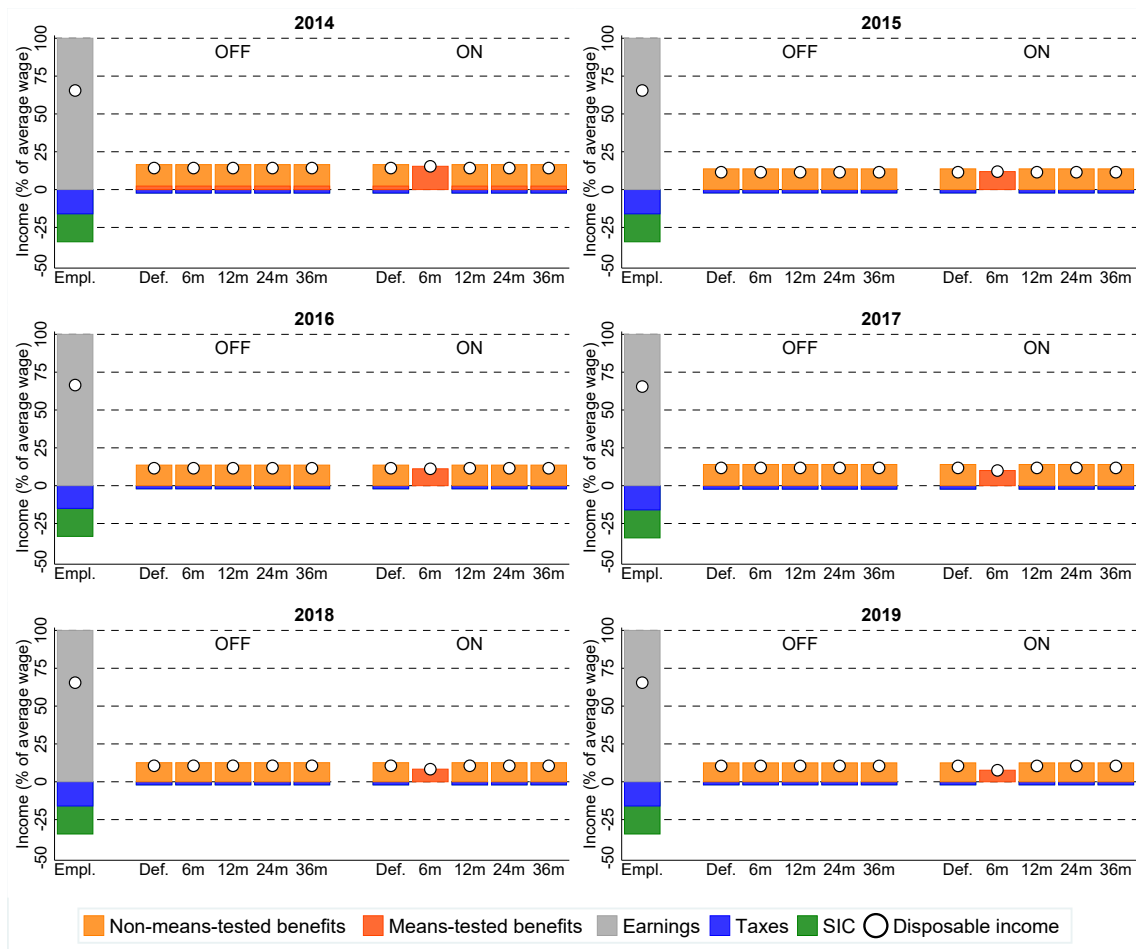 2014
Income (% of average wage)
100
75
50
25
0
-25
-50
OFF
ON
Empl. Def. 6m 12m 24m 36m Def. 6m 12m 24m 36m
2015
Income (% of average wage)
100
75
50
25
0
-25
-50
OFF
ON
Empl. Def. 6m 12m 24m 36m Def. 6m 12m 24m 36m
2016
Income (% of average wage)
100
75
50
25
0
-25
-50
OFF
ON
Empl. Def. 6m 12m 24m 36m Def. 6m 12m 24m 36m
2017
Income (% of average wage)
100
75
50
25
0
-25
-50
OFF
ON
Empl. Def. 6m 12m 24m 36m Def. 6m 12m 24m 36m
2018
Income (% of average wage)
100
75
50
25
0
-25
-50
OFF
ON
Empl. Def. 6m 12m 24m 36m Def. 6m 12m 24m 36m
2019
Income (% of average wage)
100
75
50
25
0
-25
-50
OFF
ON
Empl. Def. 6m 12m 24m 36m Def. 6m 12m 24m 36m
Non-means-tested benefits Means-tested benefits Earnings Taxes SIC Disposable income